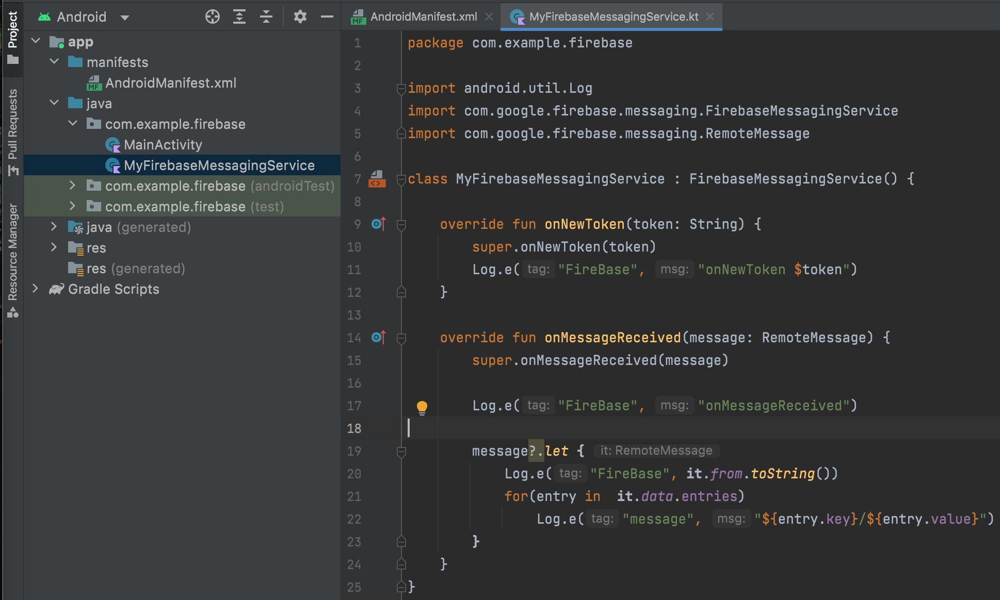 Project
Pull Requests
Resource Manager
Android
app
manifests
MF AndroidManifest.xml
java
com.example.firebase
MainActivity
MyFirebaseMessagingService
com.example.firebase (androidTest)
com.example.firebase (test)
java (generated)
res
res (generated)
Gradle Scripts
MF AndroidManifest.xml
MyFirebaseMessagingService.kt
1 package com.example.firebase
2
3 import android.util.Log
4 import com.google.firebase.messaging.FirebaseMessagingService
5 import com.google.firebase.messaging.RemoteMessage
6
7 class MyFirebaseMessagingService : FirebaseMessagingService() {
8
9 override fun onNewToken(token: String) {
10 super.onNewToken(token)
11 Log.e( tag: "FireBase", msg: "onNewToken $token")
12 }
13
14 override fun onMessageReceived(message: RemoteMessage) {
15 super.onMessageReceived(message)
16
17 Log.e( tag: "FireBase", msg: "onMessageReceived")
18
19 message?.let { it: RemoteMessage
20 Log.e( tag: "FireBase", it.from.toString())
21 for(entry in  it.data.entries)
22 Log.e( tag: "message", msg: "${entry.key}/${entry.value}")
23 }
24 }
25 }